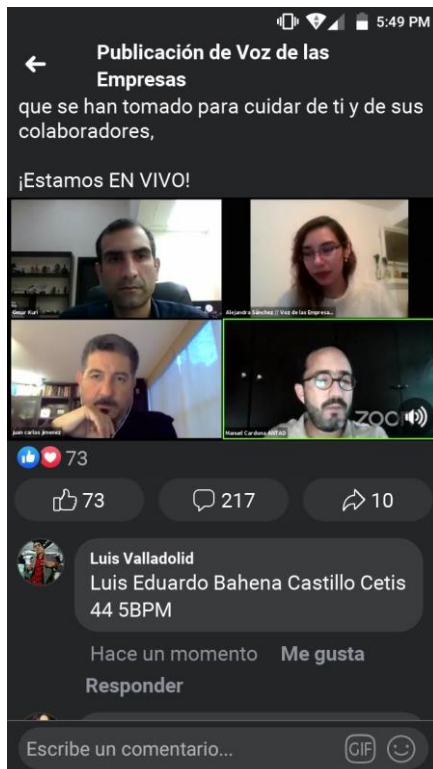 5:49 PM
Publicación de Voz de las
Empresas
que se han tomado para cuidar de ti y de sus
colaboradores,
¡Estamos EN VIVO!
Omar Kuri
Alejandra Sánchez // Voz de las Empresa...
juan carlos jimenez
Manuel Cardona ANTAD
ZOO
73
73
217
10
Luis Valladolid
Luis Eduardo Bahena Castillo Cetis
44 5BPM
Hace un momento Me gusta
Responder
Escribe un comentario...
GIF